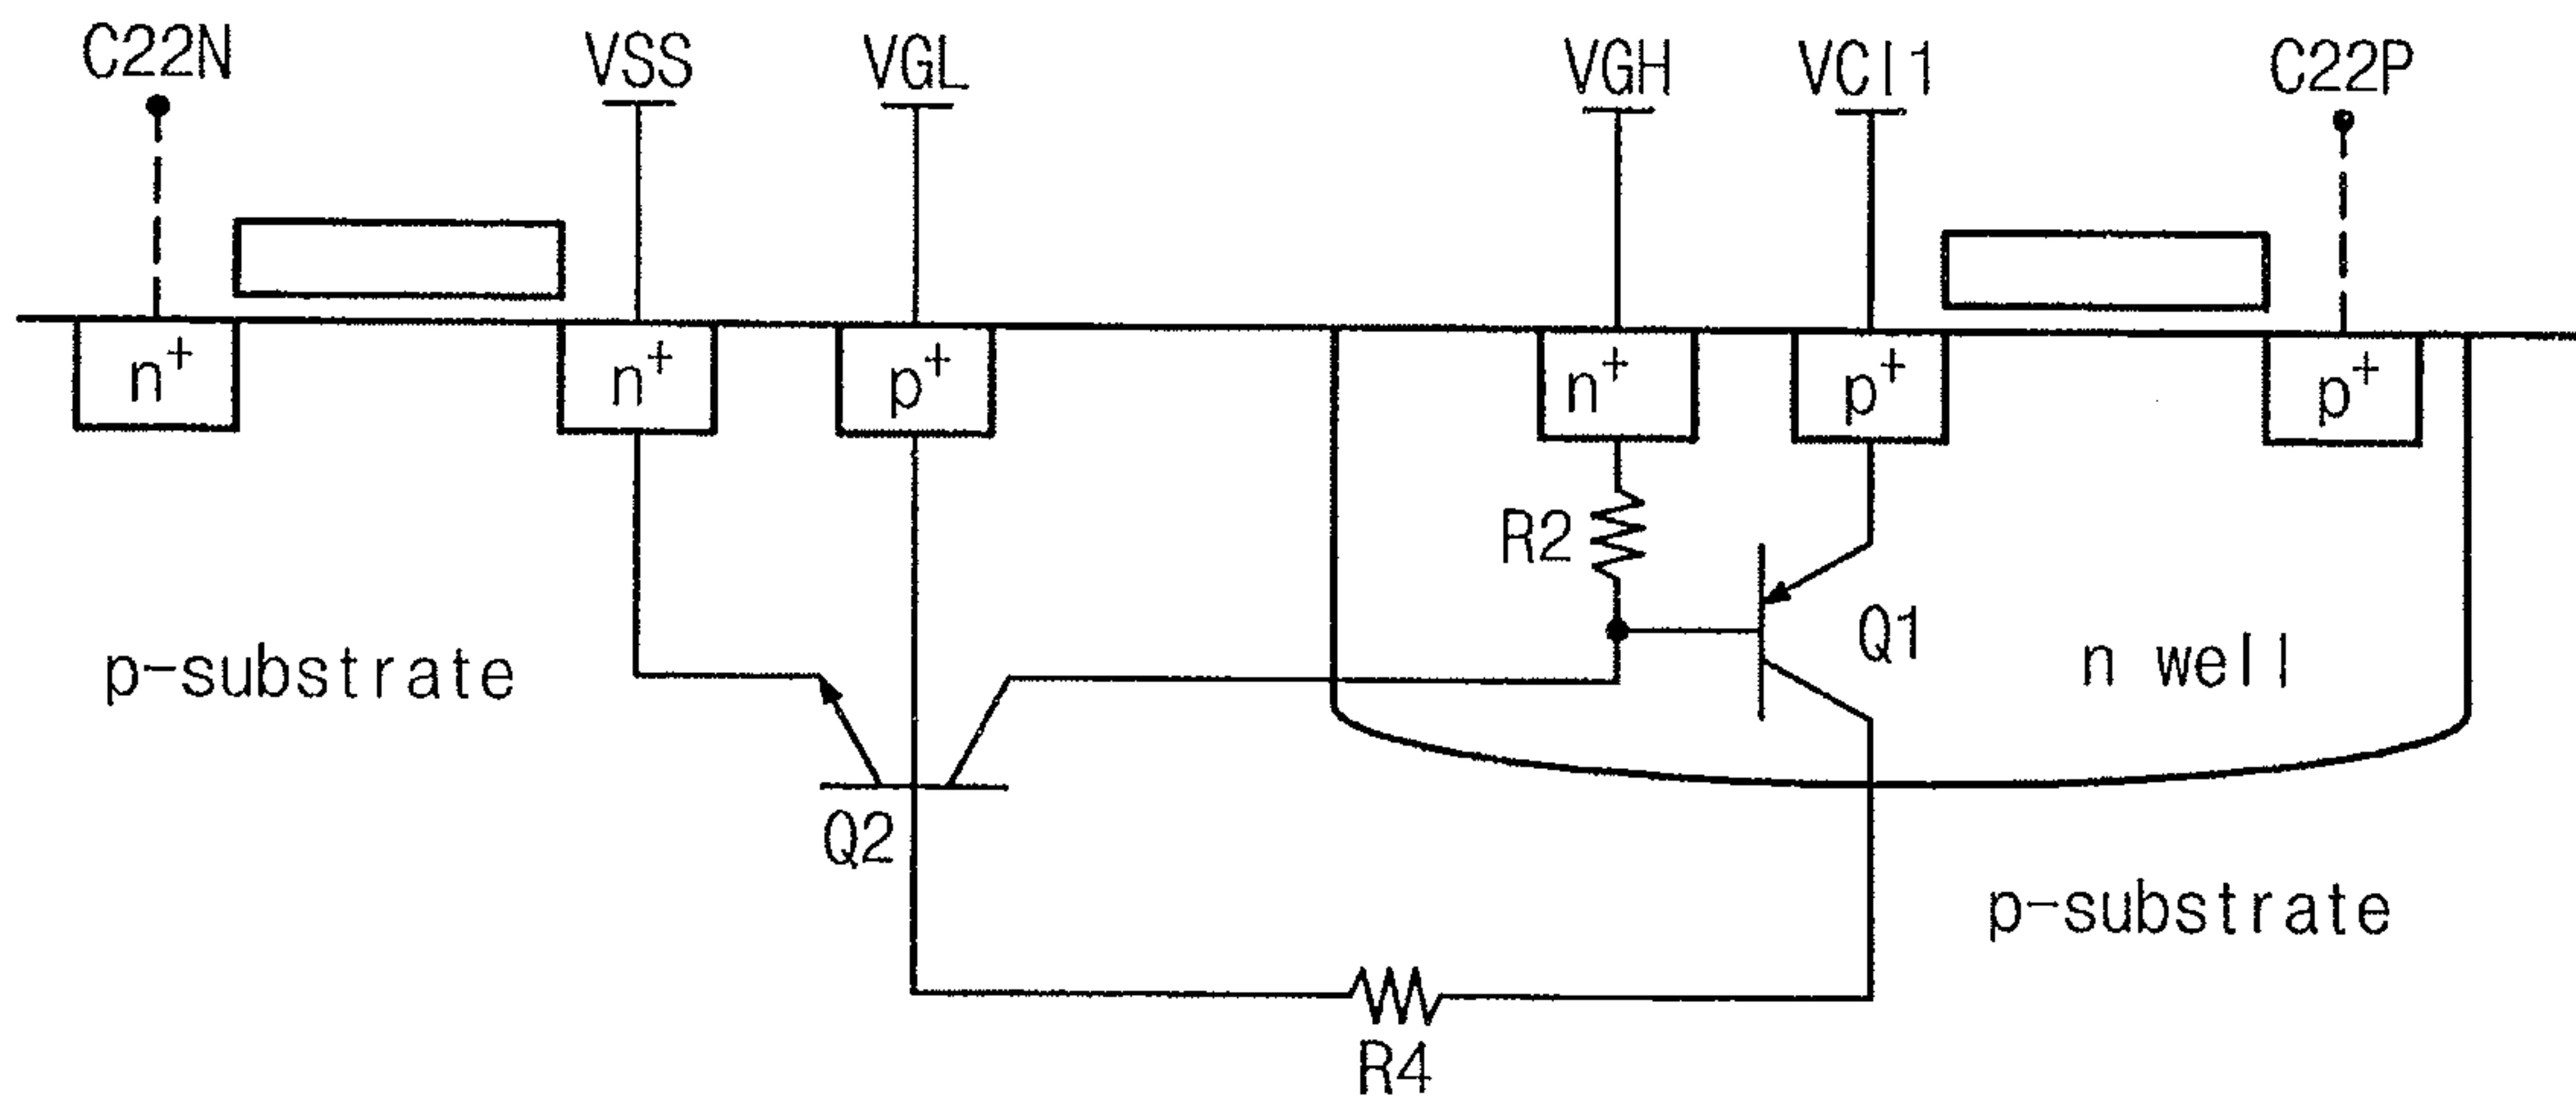 C22N VSS VGL VGH VCI1 C22P
n+ n+ p+ n+ p+ p+
R2
Q1
p-substrate n well
Q2
p-substrate
R4